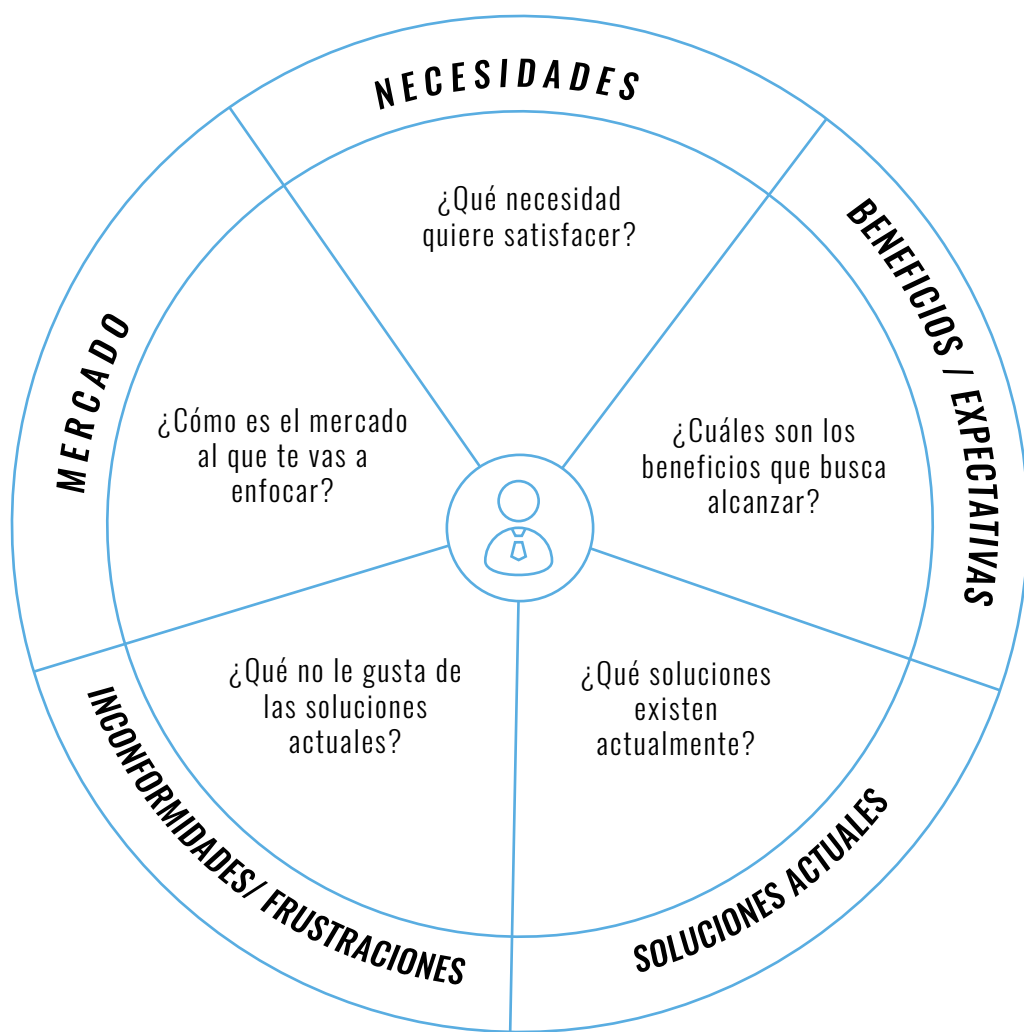 NECESIDADES
¿Qué necesidad
quiere satisfacer?
BENEFICIOS / EXPECTATIVAS
¿Cuáles son los
beneficios que busca
alcanzar?
SOLUCIONES ACTUALES
¿Qué soluciones
existen
actualmente?
INCONFORMIDADES/ FRUSTRACIONES
¿Qué no le gusta de
las soluciones
actuales?
MERCADO
¿Cómo es el mercado
al que te vas a
enfocar?